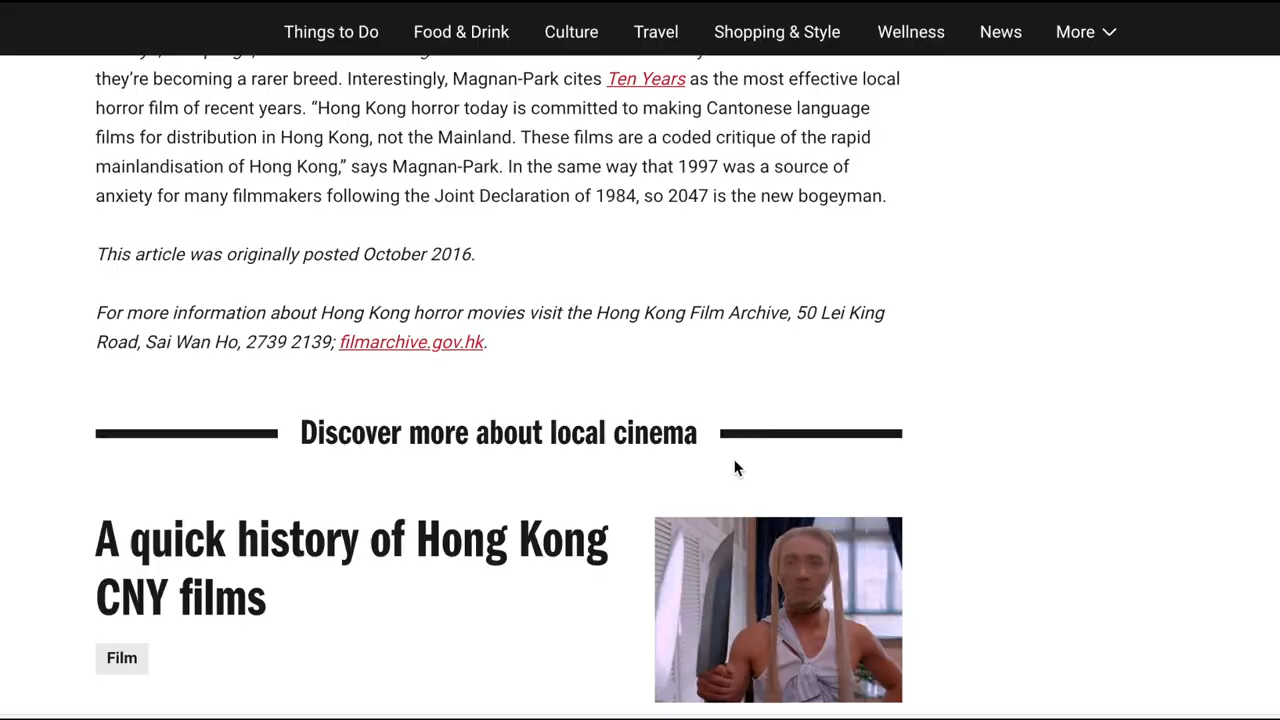 Things to Do Food & Drink Culture Travel Shopping & Style Wellness News More
they’re becoming a rarer breed. Interestingly, Magnan-Park cites Ten Years as the most effective local
horror film of recent years. “Hong Kong horror today is committed to making Cantonese language
films for distribution in Hong Kong, not the Mainland. These films are a coded critique of the rapid
mainlandisation of Hong Kong,” says Magnan-Park. In the same way that 1997 was a source of
anxiety for many filmmakers following the Joint Declaration of 1984, so 2047 is the new bogeyman.
This article was originally posted October 2016.
For more information about Hong Kong horror movies visit the Hong Kong Film Archive, 50 Lei King
Road, Sai Wan Ho, 2739 2139; filmarchive.gov.hk.
Discover more about local cinema
A quick history of Hong Kong
CNY films
Film